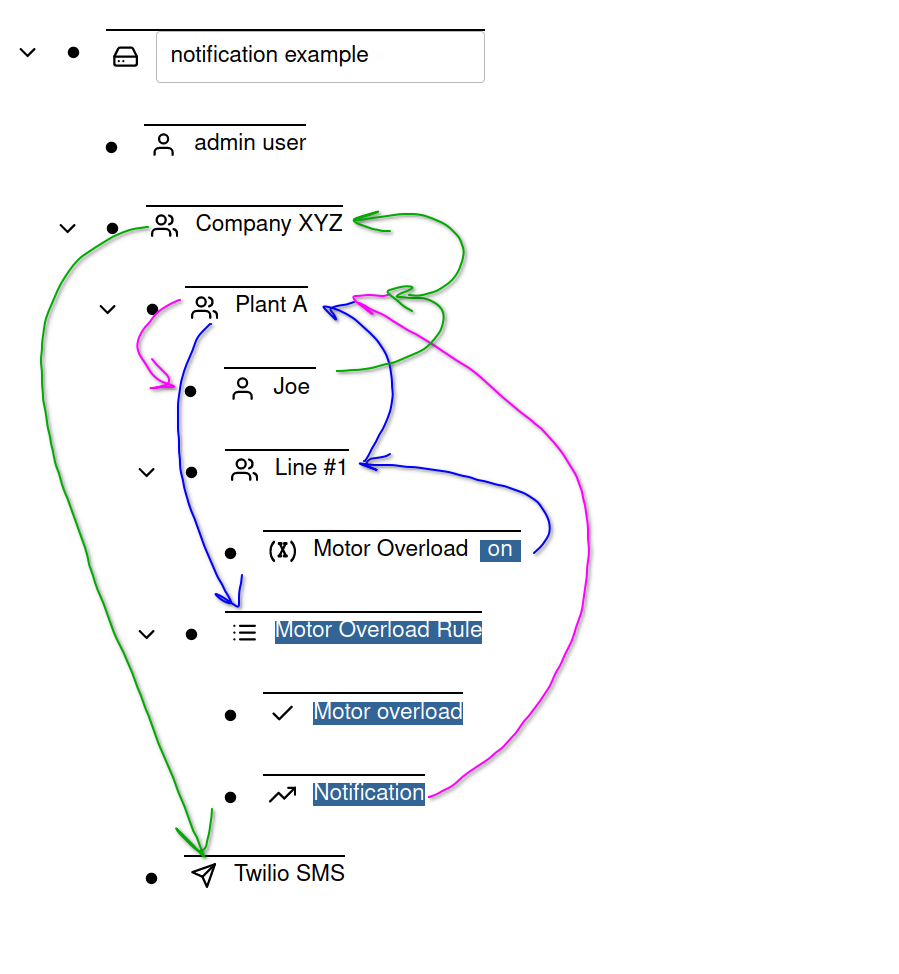 notification example
admin user
Company XYZ
Plant A
Joe
Line #1
Motor Overload on
Motor Overload Rule
Motor overload
Notification
Twilio SMS